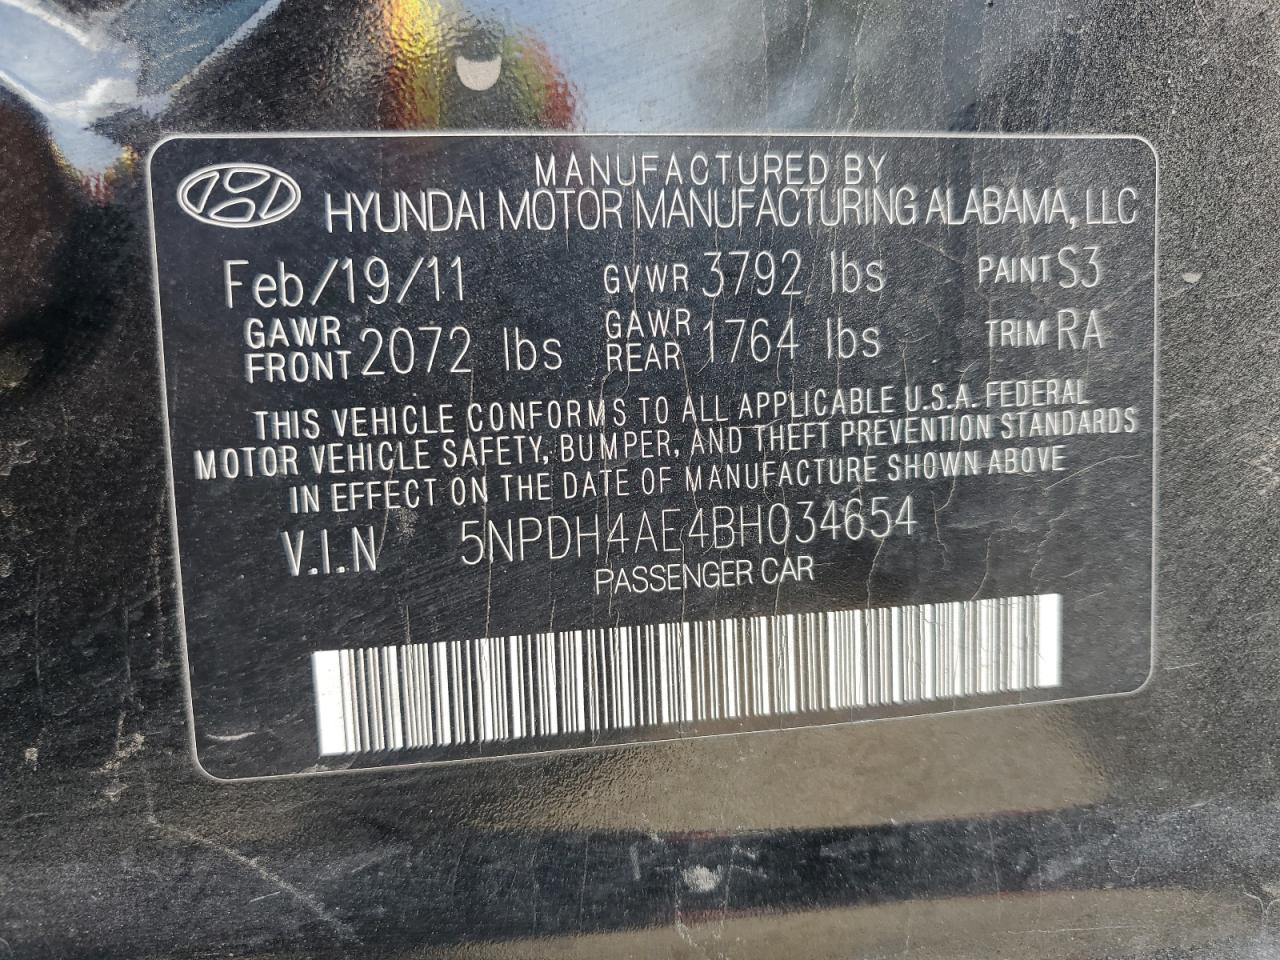 MANUFACTURED BY
HYUNDAI MOTOR MANUFACTURING ALABAMA, LLC
Feb/19/11 GVWR 3792 lbs PAINT S3
GAWR FRONT 2072 lbs GAWR REAR 1764 lbs TRIM RA
THIS VEHICLE CONFORMS TO ALL APPLICABLE U.S.A. FEDERAL
MOTOR VEHICLE SAFETY, BUMPER, AND THEFT PREVENTION STANDARDS
IN EFFECT ON THE DATE OF MANUFACTURE SHOWN ABOVE
V.I.N 5NPDH4AE4BH034654
PASSENGER CAR